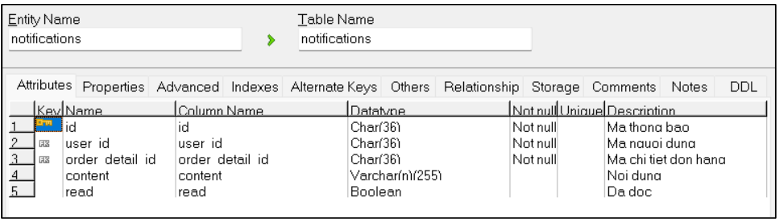 Entity Name Table Name
notifications notifications
Attributes Properties Advanced Indexes Alternate Keys Others Relationship Storage Comments Notes DDL
Key Name Column Name Datatype Not null Unique Description
1 id id Char(36) Not null Ma thong bao
2 user_id user_id Char(36) Not null Ma nguoi dung
3 order_detail_id order_detail_id Char(36) Not null Ma chi tiet don hang
4 content content Varchar(n)(255) Noi dung
5 read read Boolean Da doc